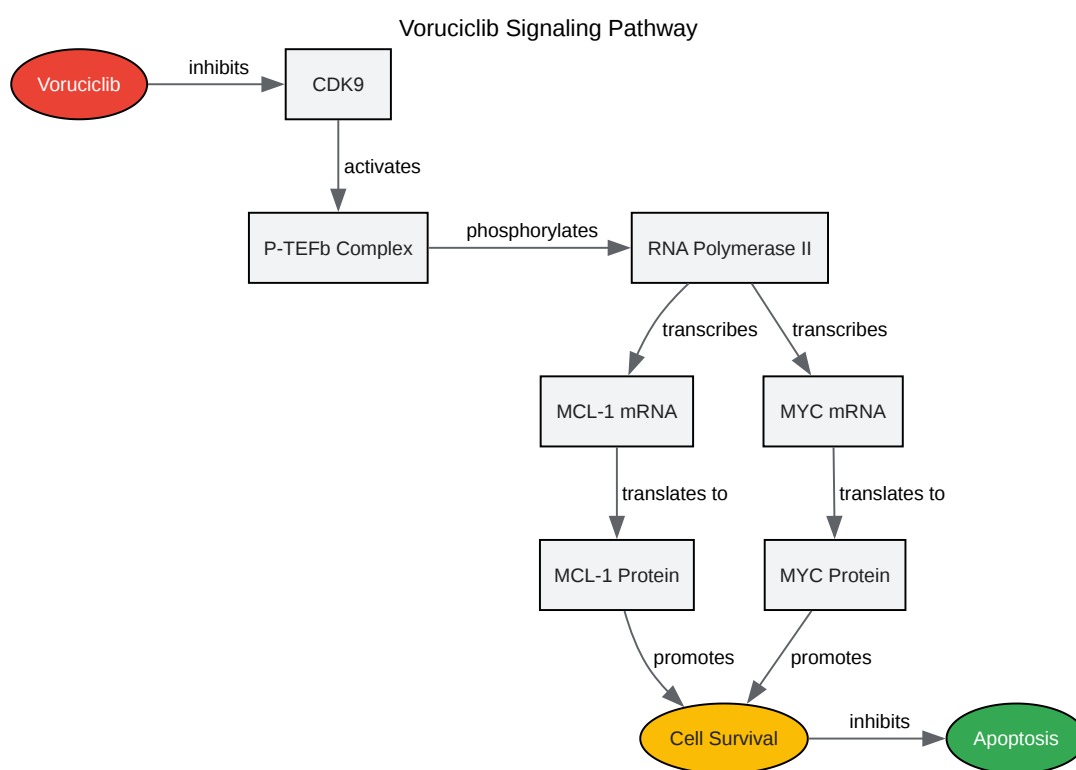 Voruciclib Signaling Pathway
Voruciclib
inhibits
CDK9
activates
P-TEFb Complex
phosphorylates
RNA Polymerase II
transcribes
transcribes
MCL-1 mRNA
MYC mRNA
translates to
translates to
MCL-1 Protein
MYC Protein
promotes
promotes
Cell Survival
inhibits
Apoptosis